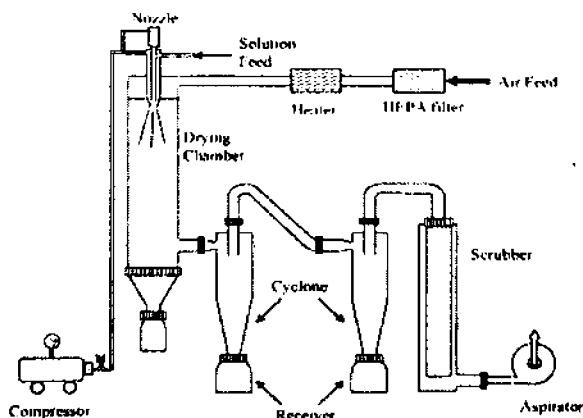 Nozzle
Solution
Feed
Air Feed
Heater
HEPA filter
Drying
Chamber
Scrubber
Cyclone
Compressor
Receiver
Aspirator